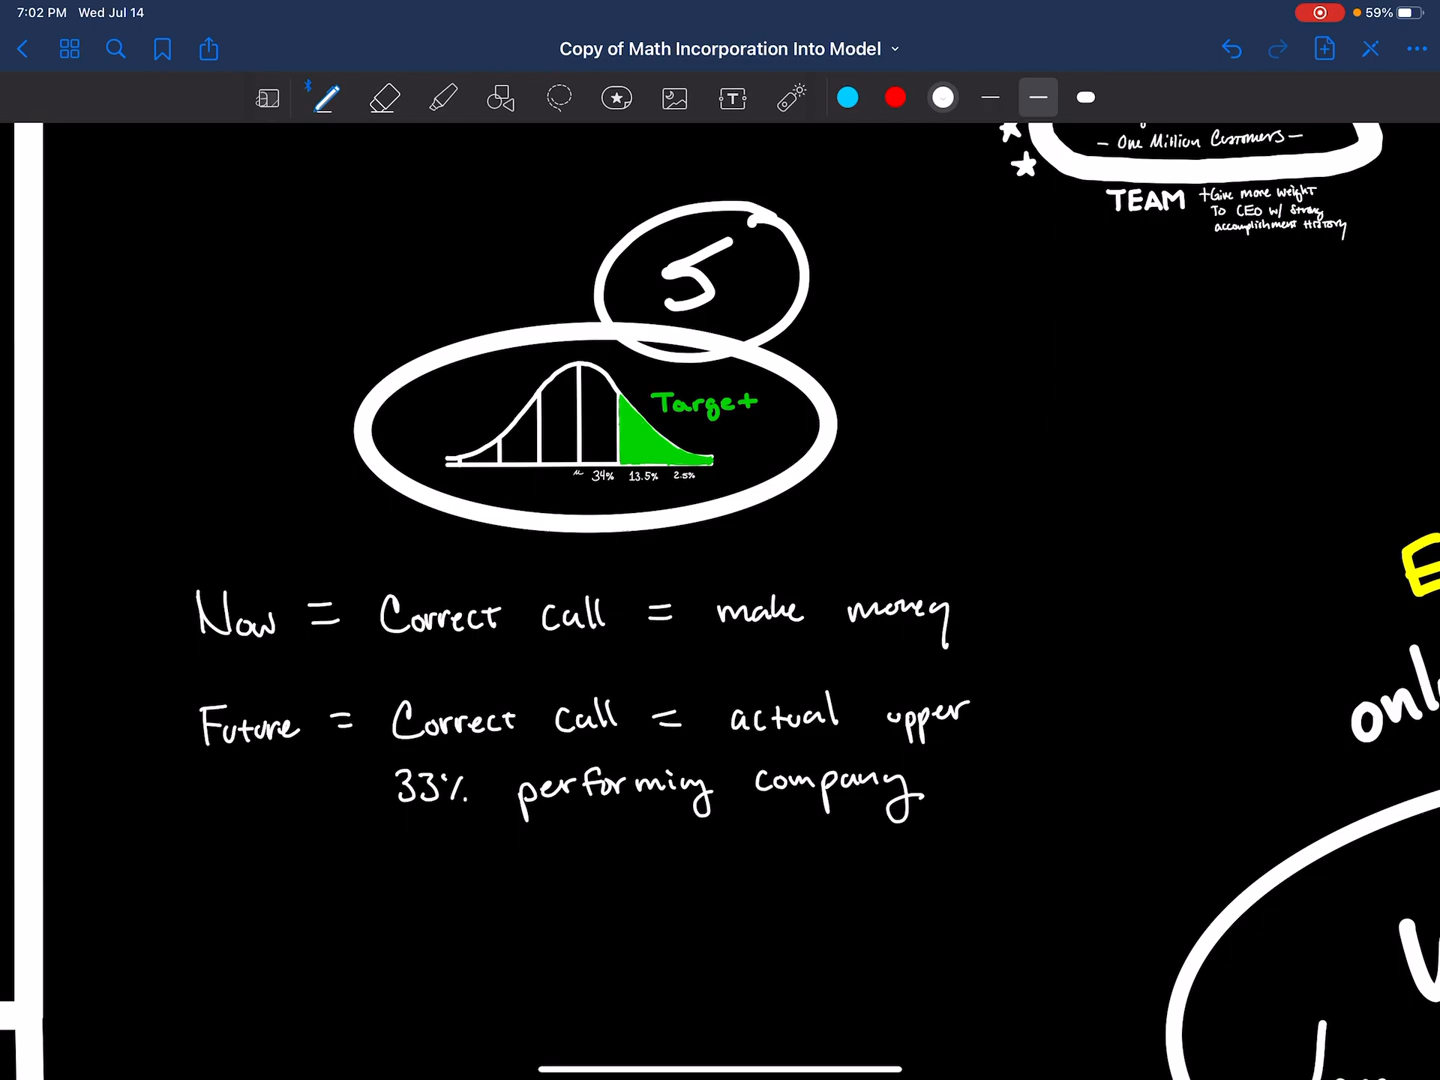 7:02 PM Wed Jul 14
59%
Copy of Math Incorporation Into Model
T
- One Million Customers -
TEAM
+Give more weight
To CEO w/ strong
accomplishment History
5
Target
μ 34% 13.5% 2.5%
Now = Correct call = make money
Future = Correct call = actual upper
33% performing company
E
onl